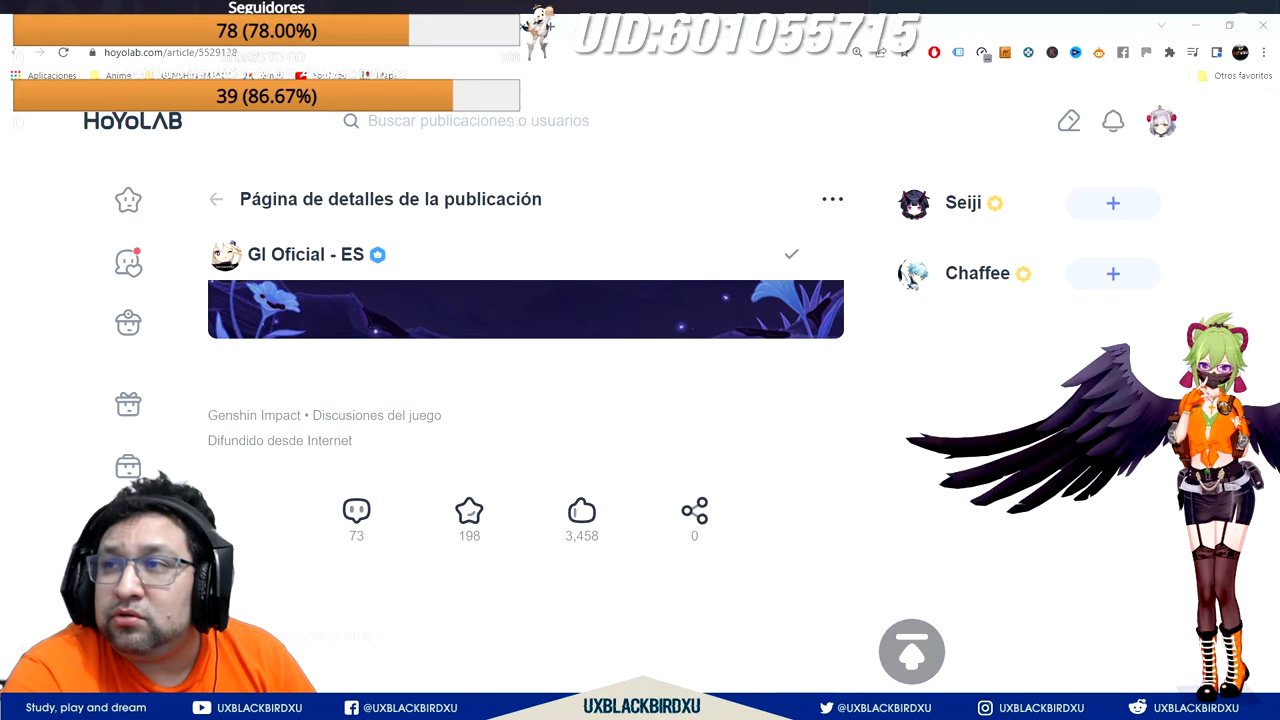 Seguidores
78 (78.00%)
UID:601055715
hoyolab.com/article/5529128
Aplicaciones
Anime
Otros favoritos
39 (86.67%)
HoYoLAB
Buscar publicaciones o usuarios
Página de detalles de la publicación
Seiji
GI Oficial - ES
Chaffee
Genshin Impact • Discusiones del juego
Difundido desde Internet
73
198
3,458
0
Study, play and dream
UXBLACKBIRDXU
@UXBLACKBIRDXU
UXBLACKBIRDXU
@UXBLACKBIRDXU
UXBLACKBIRDXU
UXBLACKBIRDXU